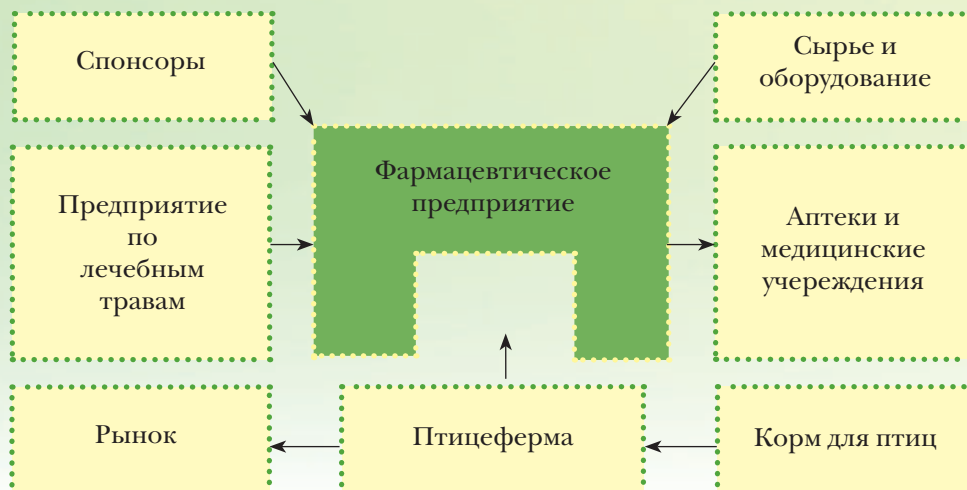 Спонсоры
Сырье и
оборудование
Фармацевтическое
предприятие
Предприятие
по
лечебным
травам
Аптеки и
медицинские
учереждения
Рынок
Птицеферма
Корм для птиц